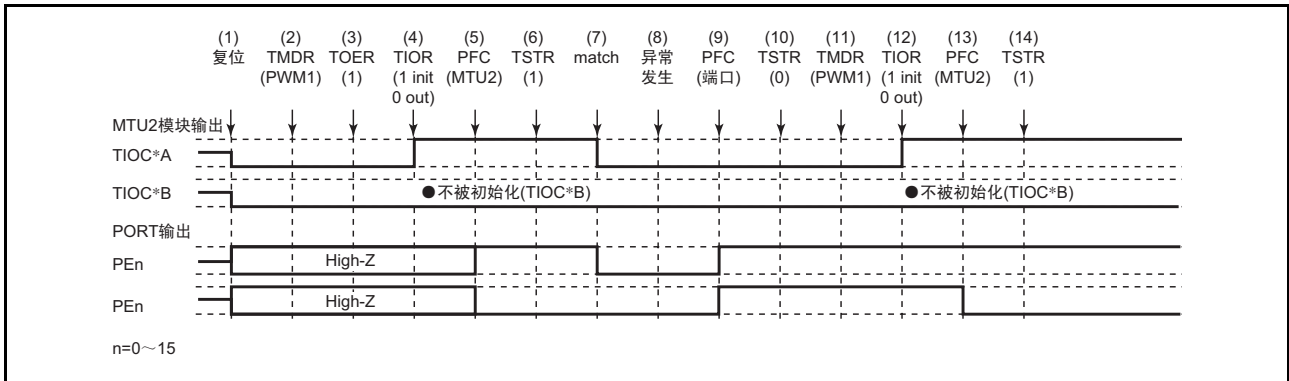 (1) (2) (3) (4) (5) (6) (7) (8) (9) (10) (11) (12) (13) (14)
复位 TMDR TOER TIOR PFC TSTR match 异常 PFC TSTR TMDR TIOR PFC TSTR
(PWM1) (1) (1 init (MTU2) (1) 发生 (端口) (0) (PWM1) (1 init (MTU2) (1)
0 out) 0 out)
MTU2模块输出
TIOC*A
TIOC*B ●不被初始化(TIOC*B) ●不被初始化(TIOC*B)
PORT输出
PEn High-Z
PEn High-Z
n=0～15